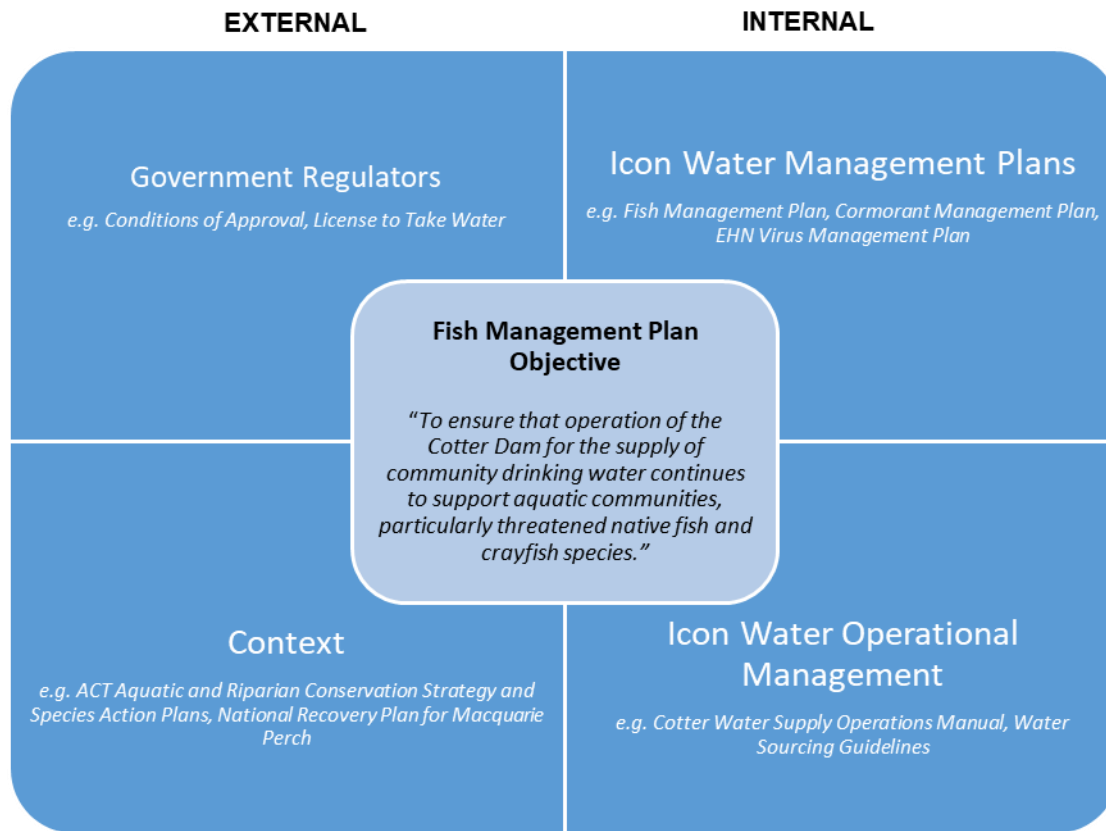 EXTERNAL
INTERNAL
Government Regulators
e.g. Conditions of Approval, License to Take Water
Icon Water Management Plans
e.g. Fish Management Plan, Cormorant Management Plan,
EHN Virus Management Plan
Fish Management Plan
Objective
“To ensure that operation of the
Cotter Dam for the supply of
community drinking water continues
to support aquatic communities,
particularly threatened native fish and
crayfish species.”
Context
e.g. ACT Aquatic and Riparian Conservation Strategy and
Species Action Plans, National Recovery Plan for Macquarie
Perch
Icon Water Operational
Management
e.g. Cotter Water Supply Operations Manual, Water
Sourcing Guidelines